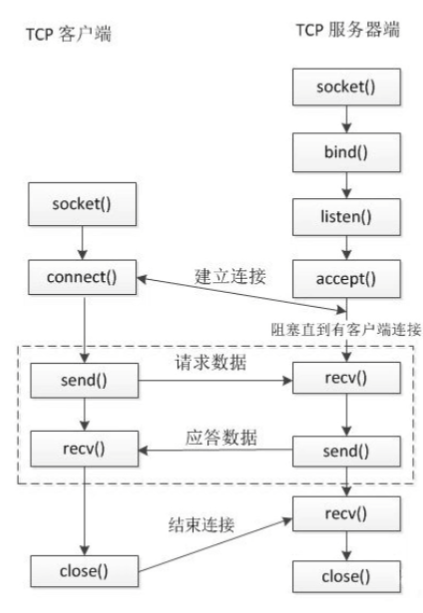 TCP 客户端
TCP 服务器端
socket()
bind()
socket()
listen()
connect()
建立连接
accept()
阻塞直到有客户端连接
send()
请求数据
recv()
recv()
应答数据
send()
结束连接
recv()
close()
close()